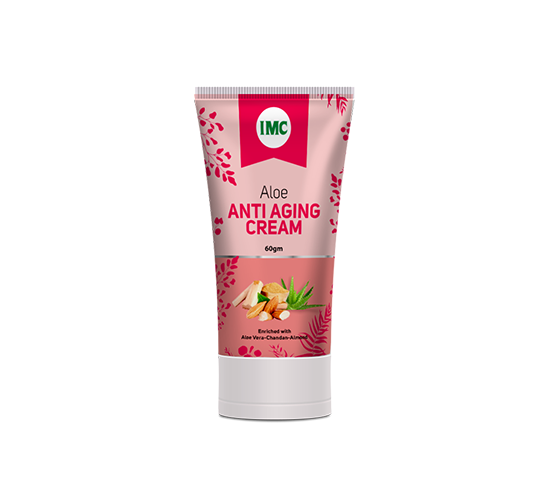 IMC
Aloe
ANTI AGING
CREAM
60gm
Enriched with
Aloe Vera-Chandan-Almond